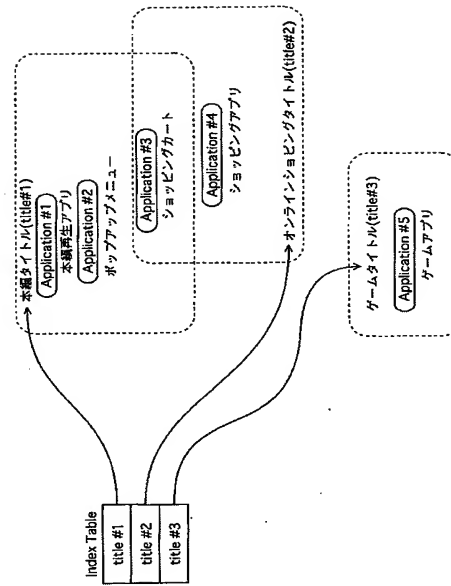 Index Table
title #1
title #2
title #3
本編タイトル(title#1)
Application #1
本編再生アプリ
Application #2
ポップアップメニュー
Application #3
ショッピングカート
Application #4
ショッピングアプリ
オンラインショピングタイトル(title#2)
ゲームタイトル(title#3)
Application #5
ゲームアプリ